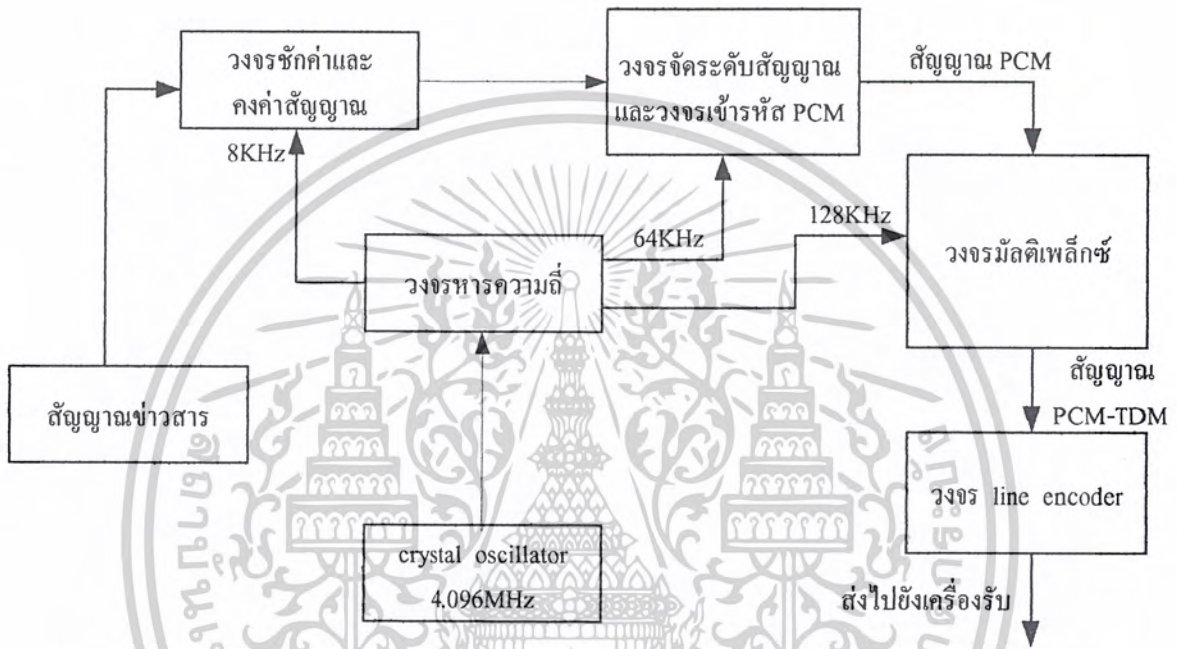 วงจรชักค่าและ
คงค่าสัญญาณ
วงจรจัดระดับสัญญาณ
และวงจรเข้ารหัส PCM
สัญญาณ PCM
8KHz
64KHz
128KHz
วงจรหารความถี่
วงจรมัลติเพล็กซ์
สัญญาณข่าวสาร
สัญญาณ
PCM-TDM
crystal oscillator
4.096MHz
วงจร line encoder
ส่งไปยังเครื่องรับ